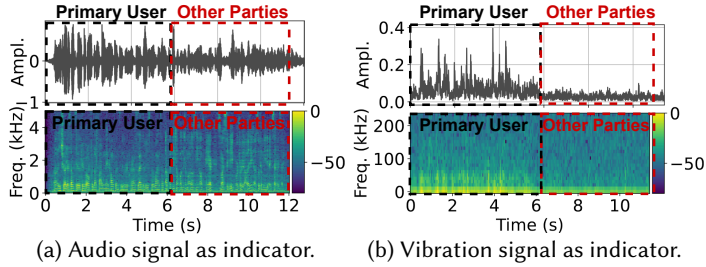 Primary User Other Parties
Ampl.
0
1
Primary User Other Parties
Freq. (kHz)
4
2
0
0 2 4 6 8 10 12
Time (s)
0
−50
(a) Audio signal as indicator.
Primary User Other Parties
Ampl.
0.4
0.2
0.0
Primary User Other Parties
Freq. (kHz)
200
100
0
0 2 4 6 8 10
Time (s)
0
−50
(b) Vibration signal as indicator.